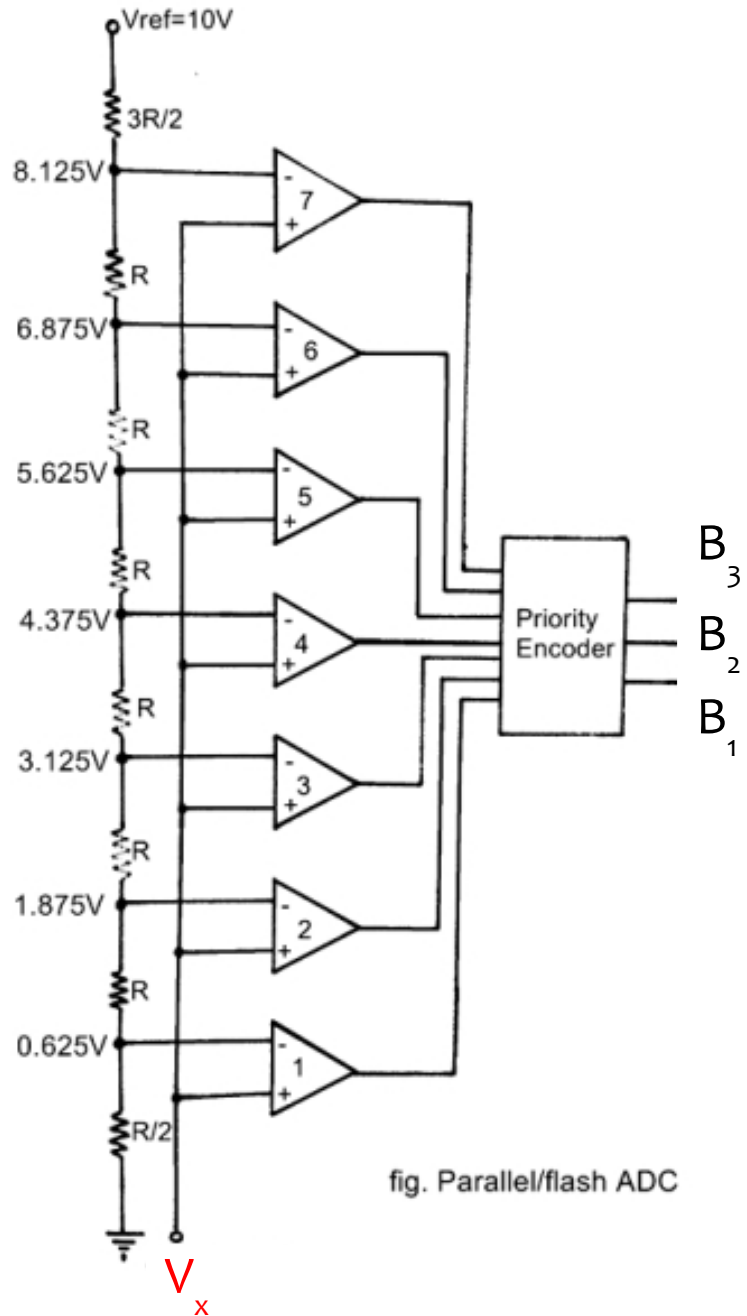 Vref=10V
3R/2
8.125V
-
7
+
R
6.875V
-
6
+
R
5.625V
-
5
+
R
4.375V
-
4
+
R
3.125V
-
3
+
R
1.875V
-
2
+
R
0.625V
-
1
+
R/2
Priority
Encoder
B3
B2
B1
fig. Parallel/flash ADC
Vx